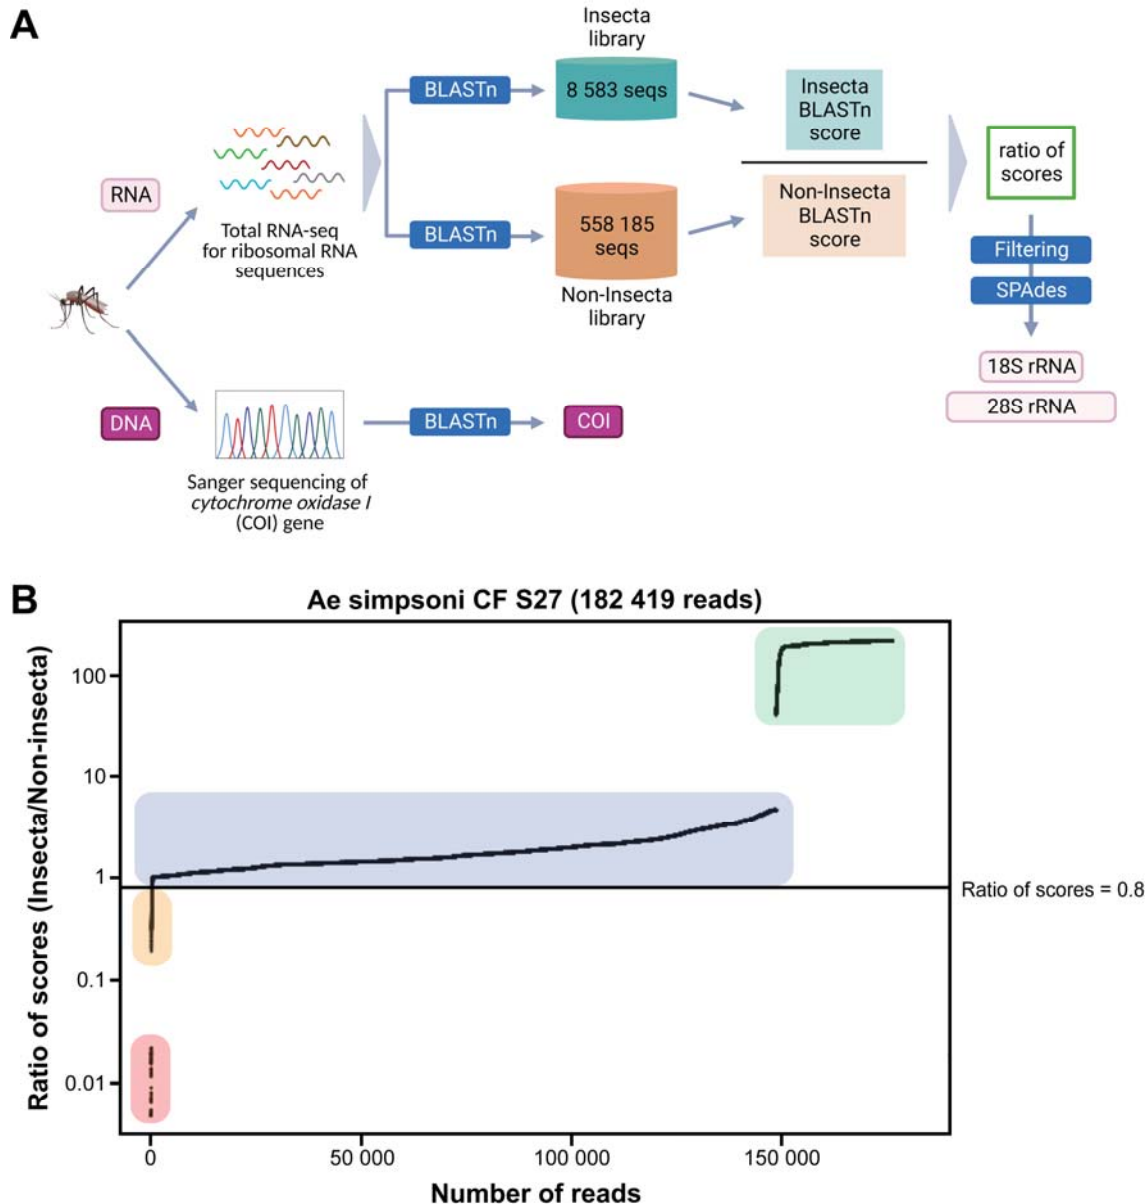 A
Insecta
library
BLASTn
8 583 seqs
Insecta
BLASTn
score
RNA
Total RNA-seq
for ribosomal RNA
sequences
BLASTn
558 185
seqs
Non-Insecta
library
Non-Insecta
BLASTn
score
ratio of
scores
Filtering
SPAdes
18S rRNA
28S rRNA
DNA
BLASTn
COI
Sanger sequencing of
cytochrome oxidase I
(COI) gene
B
Ae simpsoni CF S27 (182 419 reads)
Ratio of scores (Insecta/Non-insecta)
100
10
1
0.1
0.01
Ratio of scores = 0.8
0
50 000
100 000
150 000
Number of reads